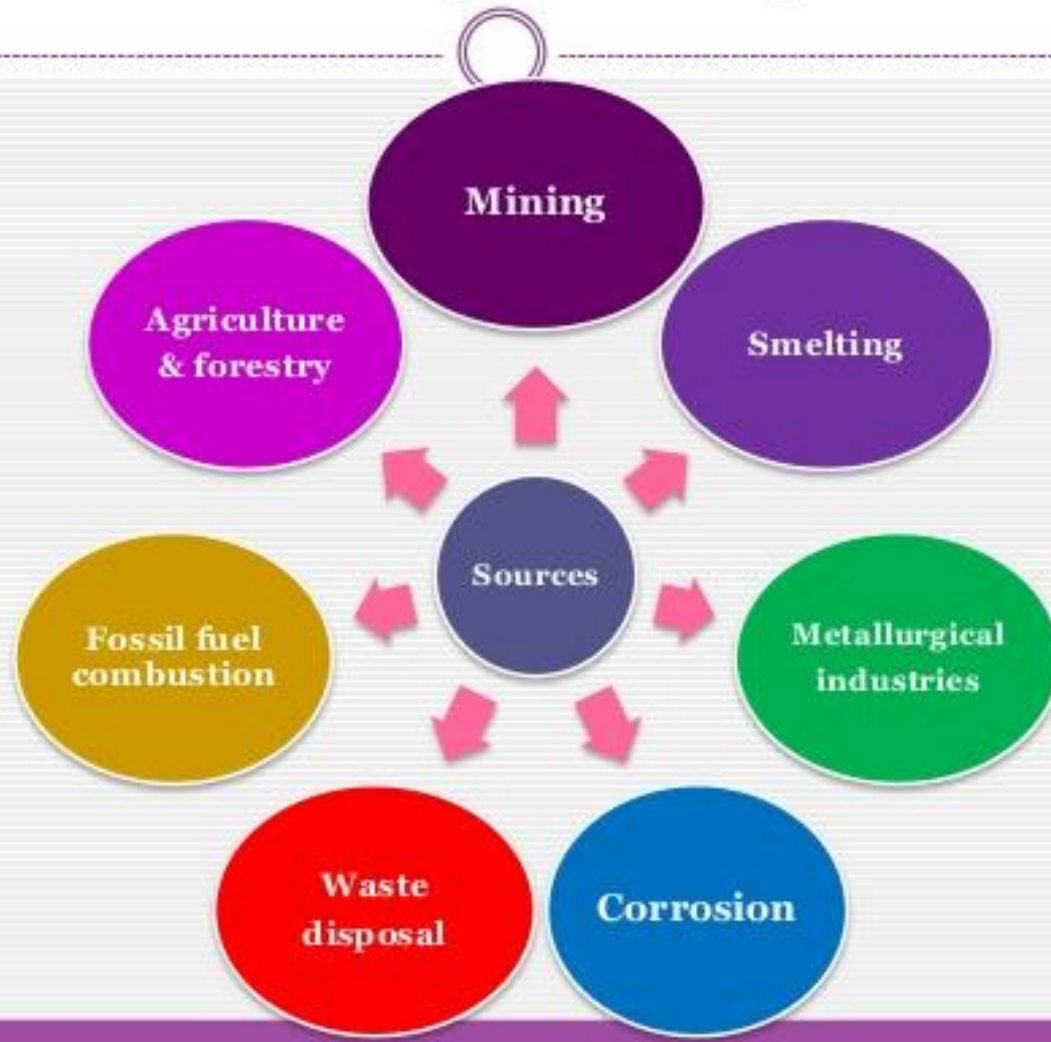 Mining
Agriculture
& forestry
Smelting
Sources
Fossil fuel
combustion
Metallurgical
industries
Waste
disposal
Corrosion